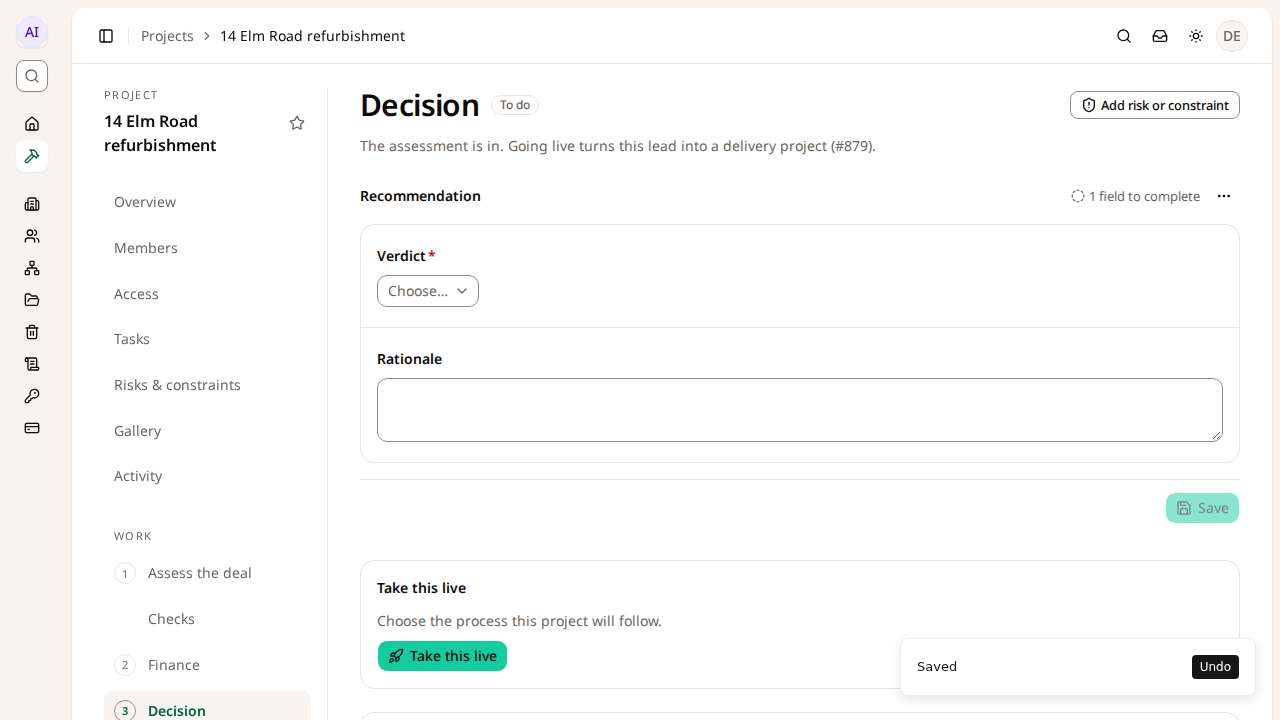 AI
Projects
14 Elm Road refurbishment
DE
PROJECT
14 Elm Road
refurbishment
Overview
Members
Access
Tasks
Risks & constraints
Gallery
Activity
WORK
1 Assess the deal
Checks
2 Finance
3 Decision
Decision
To do
Add risk or constraint
The assessment is in. Going live turns this lead into a delivery project (#879).
Recommendation
1 field to complete
Verdict*
Choose...
Rationale
Save
Take this live
Choose the process this project will follow.
Take this live
Saved
Undo